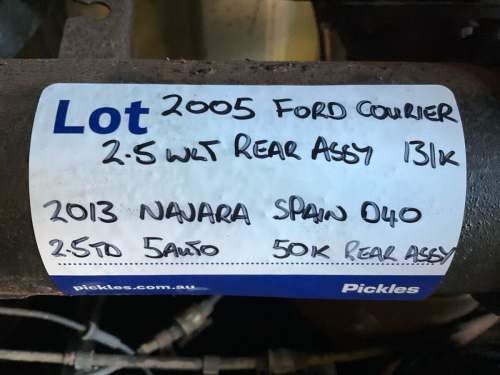 Lot 2005 FORD COURIER
2.5 WLT REAR ASSY 131K
2013 NAVARA SPAIN D40
2.5TD 5AUTO 50K REAR ASSY
pickles.com.au Pickles